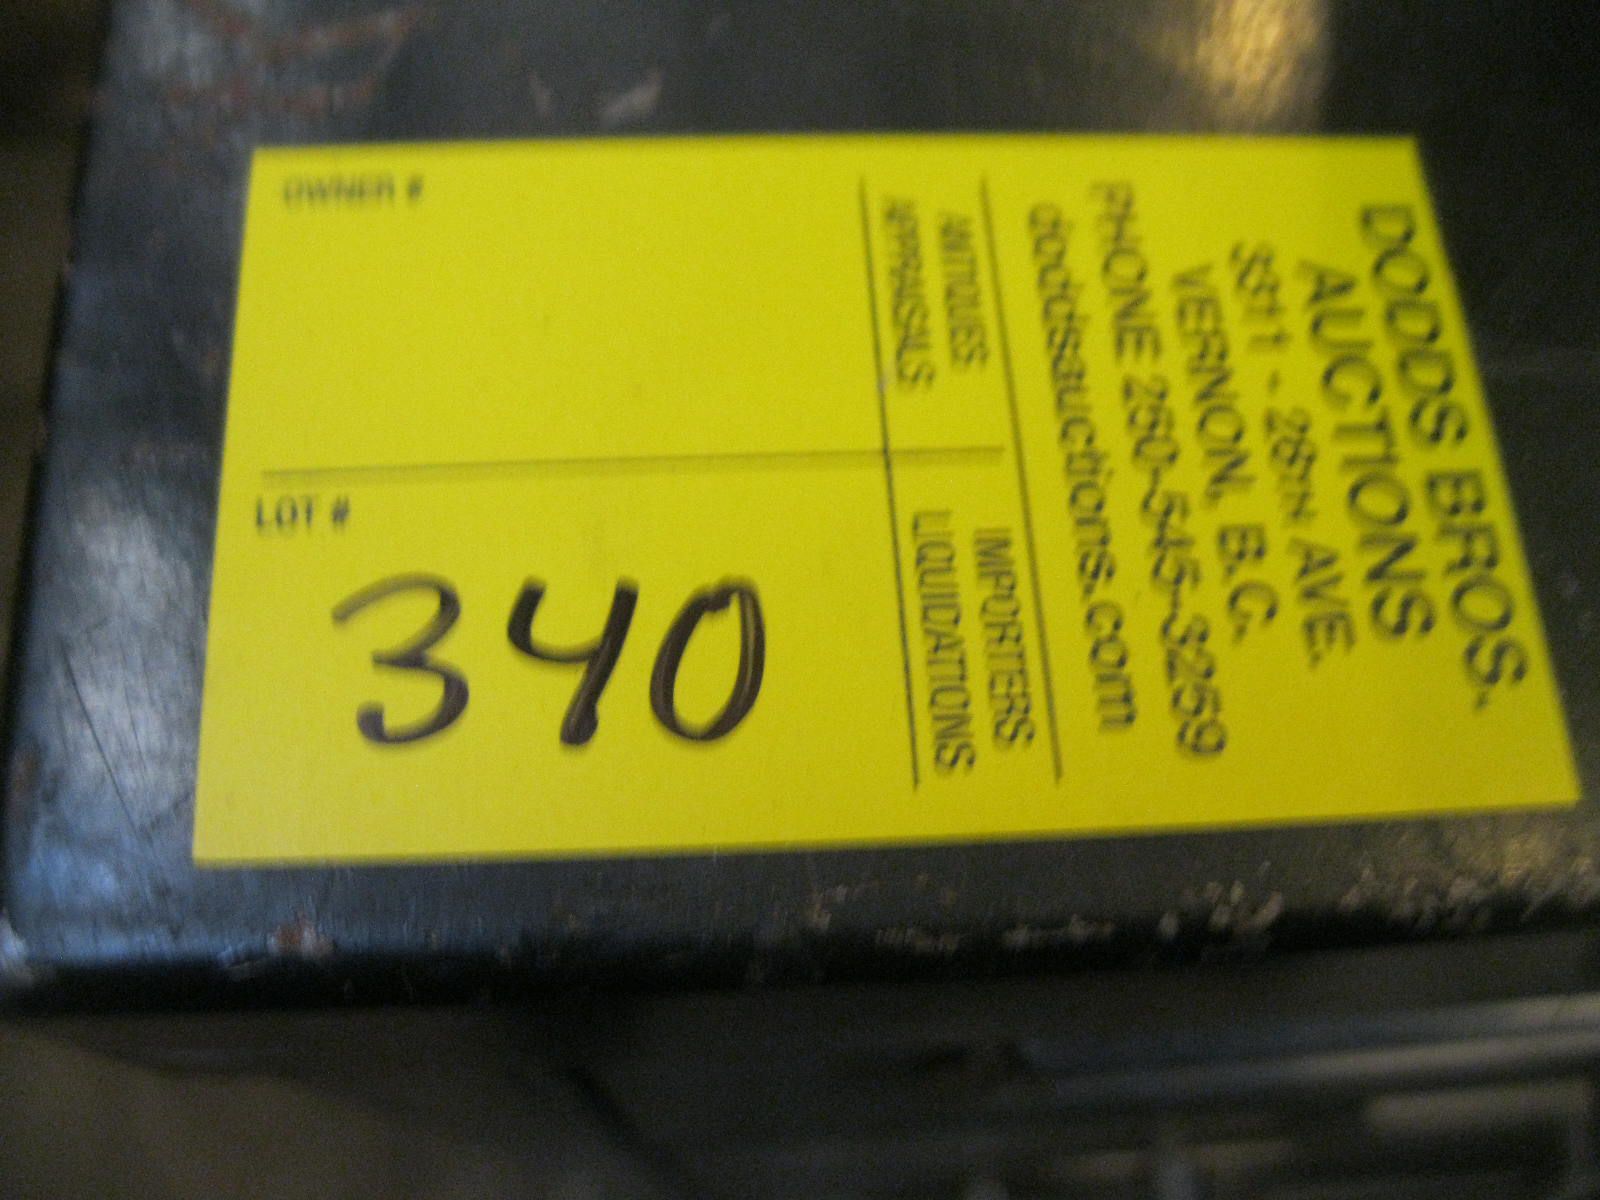 DODDS BROS.
AUCTIONS
3311 - 28TH AVE.
VERNON, B.C.
PHONE 250-545-3259
doddsauctions.com
ANTIQUES IMPORTERS
APPRAISALS LIQUIDATIONS
OWNER #
LOT #
340